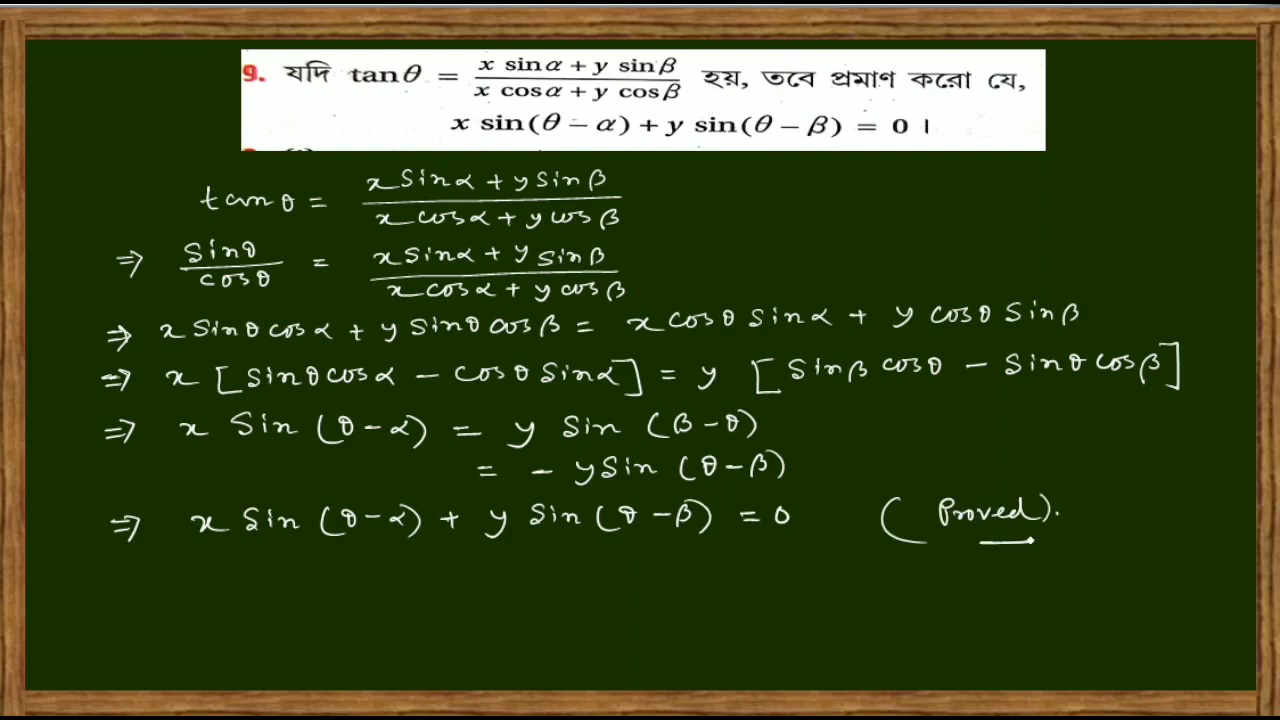 9. যদি tanθ = (x sinα + y sinβ)/(x cosα + y cosβ) হয়, তবে প্রমাণ করো যে,
x sin(θ − α) + y sin(θ − β) = 0 ।
tanθ = (x Sinα + y Sinβ)/(x cosα + y cosβ)
⇒ Sinθ/cosθ = (x Sinα + y Sinβ)/(x cosα + y cosβ)
⇒ x Sinθ cosα + y Sinθ cosβ = x cosθ Sinα + y cosθ Sinβ
⇒ x [Sinθ cosα − cosθ Sinα] = y [Sinβ cosθ − Sinθ cosβ]
⇒ x Sin (θ−α) = y Sin (β−θ)
= − y Sin (θ−β)
⇒ x Sin (θ−α) + y Sin (θ−β) = 0 (Proved).